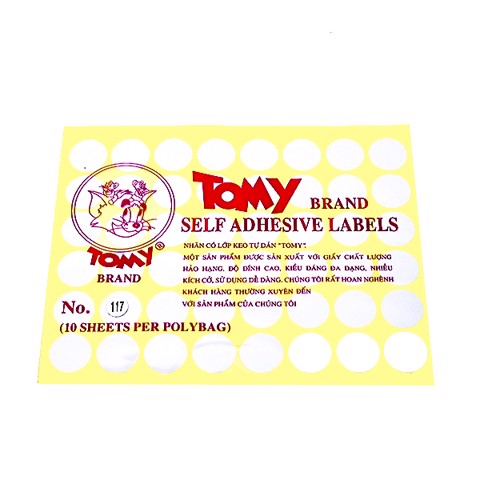 TOMY BRAND
SELF ADHESIVE LABELS
NHÃN CÓ LỚP KEO TỰ DÁN "TOMY".
MỘT SẢN PHẨM ĐƯỢC SẢN XUẤT VỚI GIẤY CHẤT LƯỢNG
HẢO HẠNG. ĐỘ DÍNH CAO, KIỂU DÁNG ĐA DẠNG, NHIỀU
KÍCH CỠ, SỬ DỤNG DỄ DÀNG. CHÚNG TÔI RẤT HOAN NGHÊNH
KHÁCH HÀNG THƯỜNG XUYÊN ĐẾN
VỚI SẢN PHẨM CỦA CHÚNG TÔI
TOMY®
BRAND
No. 117
(10 SHEETS PER POLYBAG)